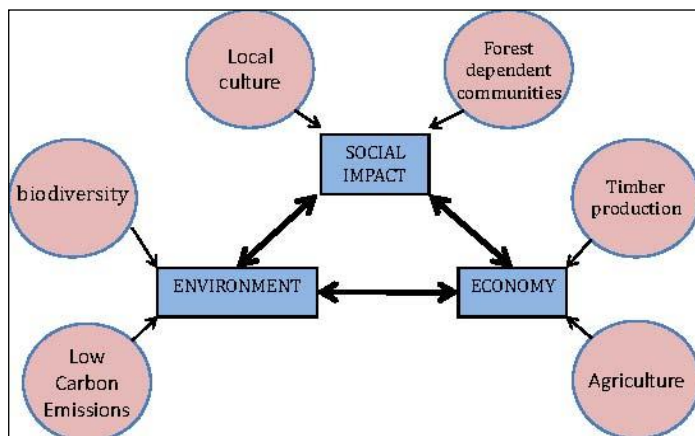 Local
culture
Forest
dependent
communities
SOCIAL
IMPACT
biodiversity
Timber
production
ENVIRONMENT
ECONOMY
Low
Carbon
Emissions
Agriculture